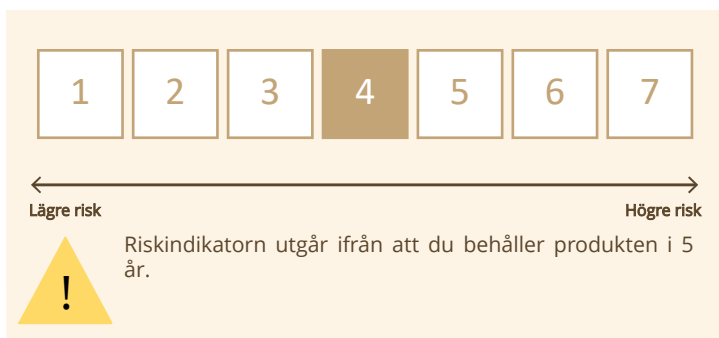 1 2 3 4 5 6 7
Lägre risk Högre risk
Riskindikatorn utgår ifrån att du behåller produkten i 5
år.
!